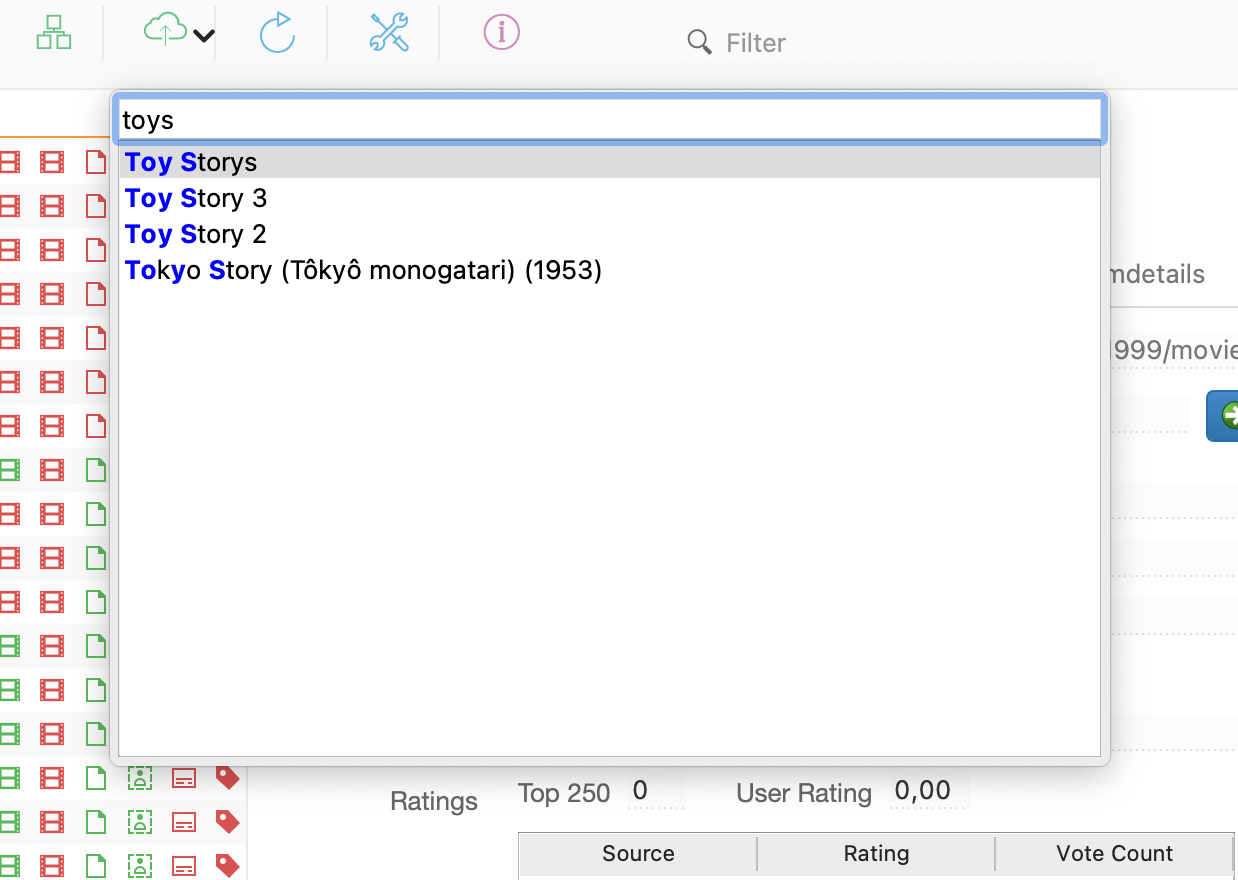 Filter
toys
Toy Storys
Toy Story 3
Toy Story 2
Tokyo Story (Tôkyô monogatari) (1953)
mdetails
1999/movie
Ratings
Top 250 0 User Rating 0,00
Source Rating Vote Count